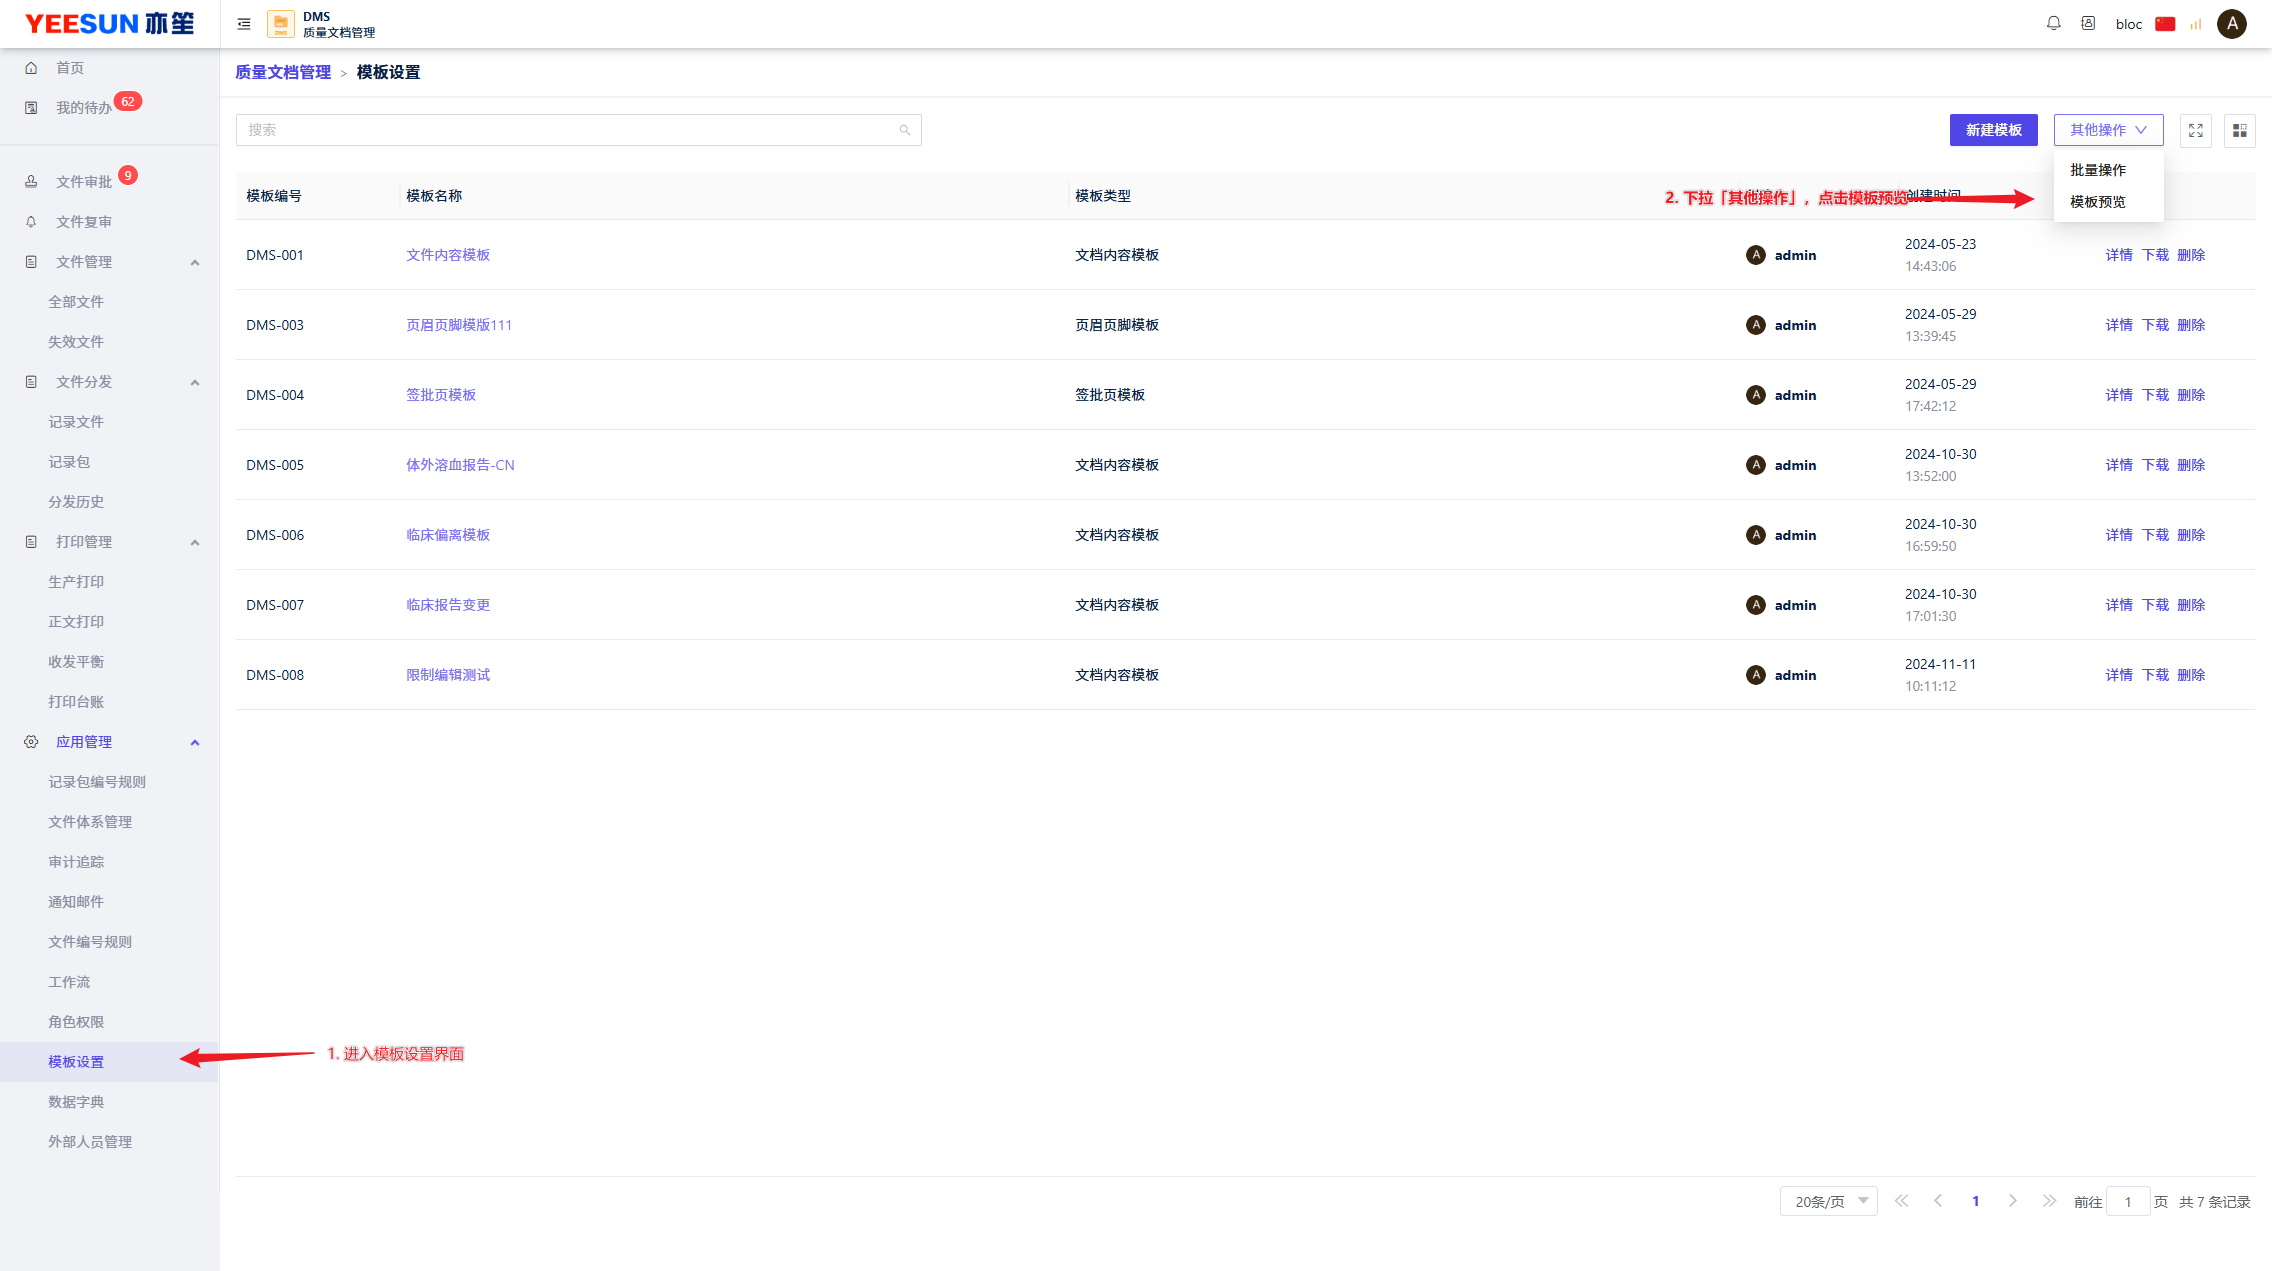 YEESUN 亦笙
DMS
质量文档管理
bloc
A
首页
我的待办 62
文件审批 9
文件复审
文件管理
全部文件
失效文件
文件分发
记录文件
记录包
分发历史
打印管理
生产打印
正文打印
收发平衡
打印台账
应用管理
记录包编号规则
文件体系管理
审计追踪
通知邮件
文件编号规则
工作流
角色权限
模板设置
数据字典
外部人员管理
质量文档管理 > 模板设置
搜索
新建模板 其他操作
批量操作
模板预览
2. 下拉「其他操作」，点击模板预览
模板编号 模板名称 模板类型 创建时间
DMS-001 文件内容模板 文档内容模板 A admin 2024-05-23 14:43:06 详情 下载 删除
DMS-003 页眉页脚模版111 页眉页脚模板 A admin 2024-05-29 13:39:45 详情 下载 删除
DMS-004 签批页模板 签批页模板 A admin 2024-05-29 17:42:12 详情 下载 删除
DMS-005 体外溶血报告-CN 文档内容模板 A admin 2024-10-30 13:52:00 详情 下载 删除
DMS-006 临床偏离模板 文档内容模板 A admin 2024-10-30 16:59:50 详情 下载 删除
DMS-007 临床报告变更 文档内容模板 A admin 2024-10-30 17:01:30 详情 下载 删除
DMS-008 限制编辑测试 文档内容模板 A admin 2024-11-11 10:11:12 详情 下载 删除
1. 进入模板设置界面
20条/页 1 前往 1 页 共 7 条记录